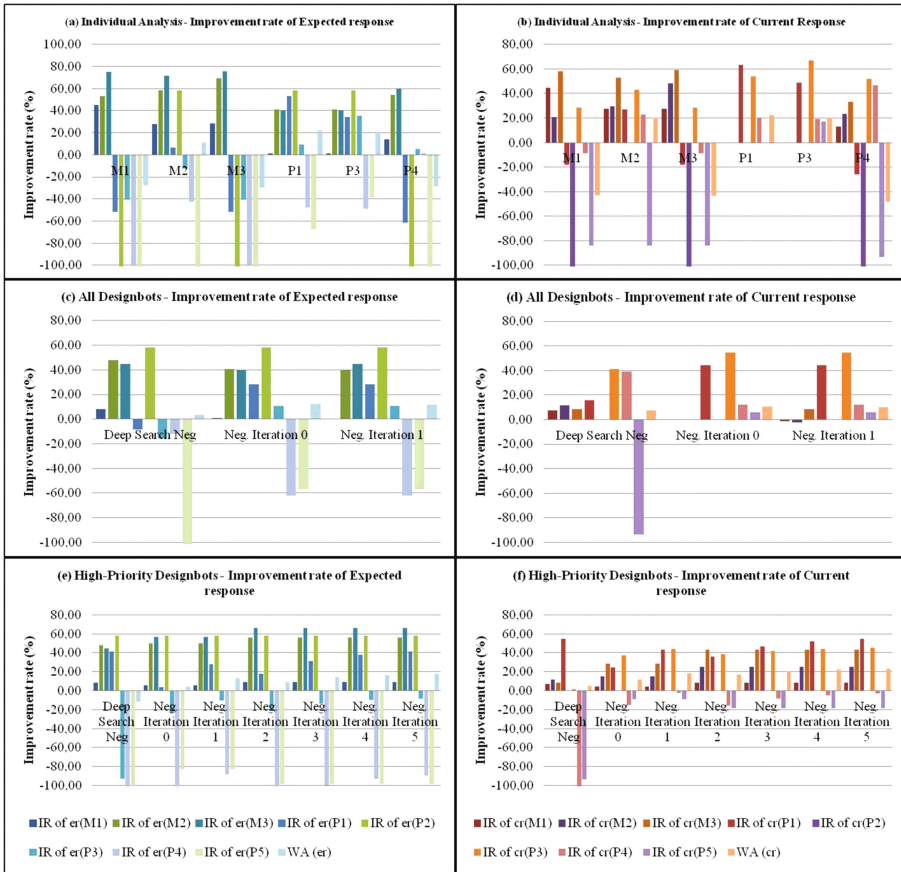 (a) Individual Analysis - Improvement rate of Expected response
Improvement rate (%)
100,00
80,00
60,00
40,00
20,00
0,00
-20,00
-40,00
-60,00
-80,00
-100,00
M1
M2
M3
P1
P3
P4
(b) Individual Analysis - Improvement rate of Current Response
Improvement rate (%)
80,00
60,00
40,00
20,00
0,00
-20,00
-40,00
-60,00
-80,00
-100,00
M1
M2
M3
P1
P3
P4
(c) All Designbots - Improvement rate of Expected response
Improvement rate (%)
80,00
60,00
40,00
20,00
0,00
-20,00
-40,00
-60,00
-80,00
-100,00
Deep Search Neg
Neg. Iteration 0
Neg. Iteration 1
(d) All Designbots - Improvement rate of Current response
Improvement rate (%)
80,00
60,00
40,00
20,00
0,00
-20,00
-40,00
-60,00
-80,00
-100,00
Deep Search Neg
Neg. Iteration 0
Neg. Iteration 1
(e) High-Priority Designbots - Improvement rate of Expected
response
Improvement rate (%)
80,00
60,00
40,00
20,00
0,00
-20,00
-40,00
-60,00
-80,00
-100,00
Deep Search Neg
Neg. Iteration 0
Neg. Iteration 1
Neg. Iteration 2
Neg. Iteration 3
Neg. Iteration 4
Neg. Iteration 5
IR of er(M1)
IR of er(M2)
IR of er(M3)
IR of er(P1)
IR of er(P2)
IR of er(P3)
IR of er(P4)
IR of er(P5)
WA (er)
(f) High-Priority Designbots - Improvement rate of Current
response
Improvement rate (%)
80,00
60,00
40,00
20,00
0,00
-20,00
-40,00
-60,00
-80,00
-100,00
Deep Search Neg
Neg. Iteration 0
Neg. Iteration 1
Neg. Iteration 2
Neg. Iteration 3
Neg. Iteration 4
Neg. Iteration 5
IR of cr(M1)
IR of cr(M2)
IR of cr(M3)
IR of cr(P1)
IR of cr(P2)
IR of cr(P3)
IR of cr(P4)
IR of cr(P5)
WA (cr)